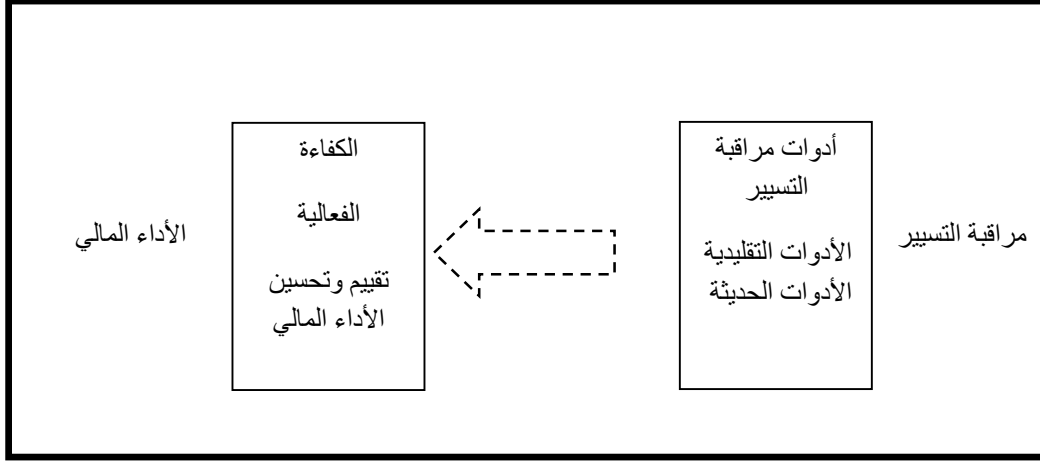 مراقبة التسيير
أدوات مراقبة
التسيير
الأدوات التقليدية
الأدوات الحديثة
الكفاءة
الفعالية
تقييم وتحسين
الأداء المالي
الأداء المالي